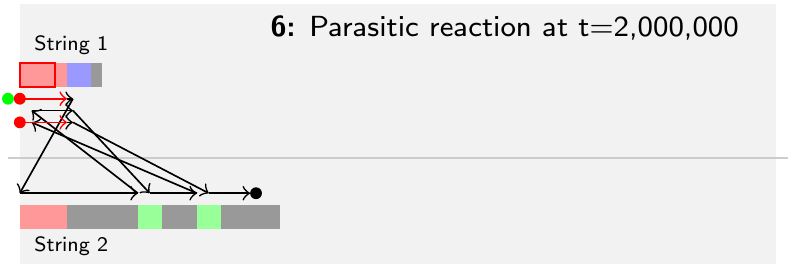 6: Parasitic reaction at t=2,000,000
String 1
String 2